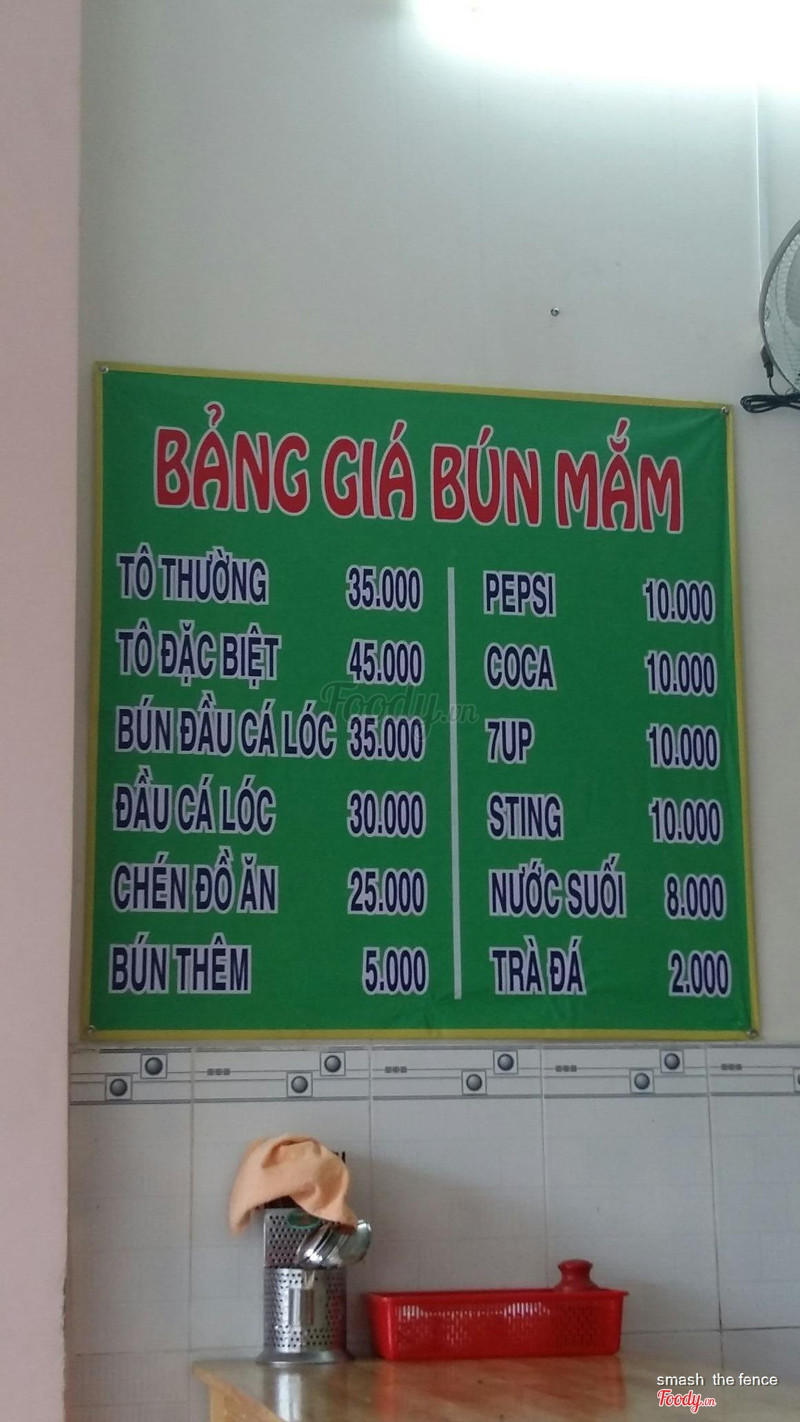 BẢNG GIÁ BÚN MẮM
TÔ THƯỜNG 35.000
TÔ ĐẶC BIỆT 45.000
BÚN ĐẦU CÁ LÓC 35.000
ĐẦU CÁ LÓC 30.000
CHÉN ĐỒ ĂN 25.000
BÚN THÊM 5.000
PEPSI 10.000
COCA 10.000
7UP 10.000
STING 10.000
NƯỚC SUỐI 8.000
TRÀ ĐÁ 2.000
Foody.vn
smash the fence
Foody.vn